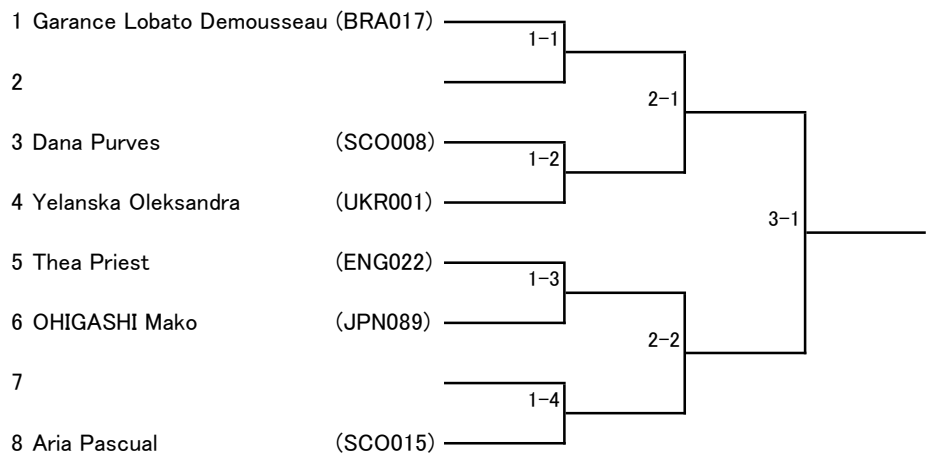 1 Garance Lobato Demousseau (BRA017)
1-1
2
2-1
3 Dana Purves (SCO008)
1-2
4 Yelanska Oleksandra (UKR001)
3-1
5 Thea Priest (ENG022)
1-3
6 OHIGASHI Mako (JPN089)
2-2
7
1-4
8 Aria Pascual (SCO015)